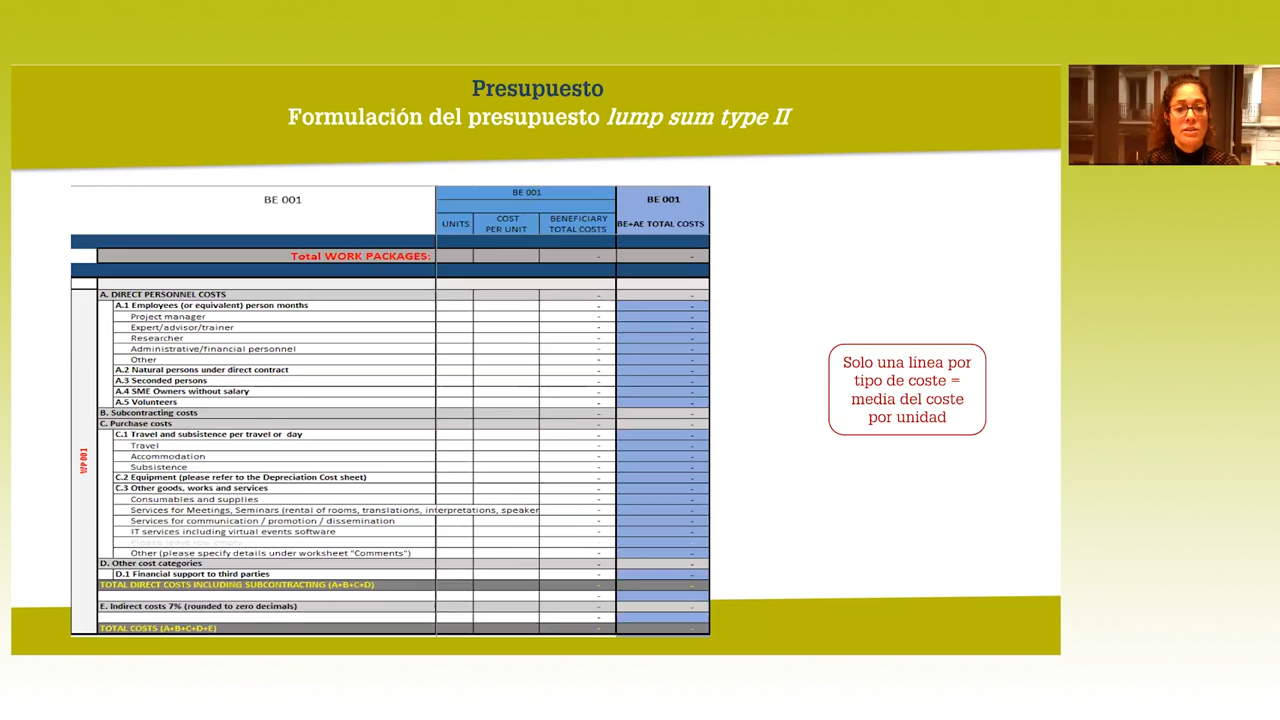 Presupuesto
Formulación del presupuesto lump sum type II
BE 001
BE 001
BE 001
UNITS
COST PER UNIT
BENEFICIARY TOTAL COSTS
BE+AE TOTAL COSTS
Total WORK PACKAGES: - -
WP 001
A. DIRECT PERSONNEL COSTS - -
A.1 Employees (or equivalent) person months - -
Project manager - -
Expert/advisor/trainer - -
Researcher - -
Administrative/financial personnel - -
Other - -
A.2 Natural persons under direct contract - -
A.3 Seconded persons - -
A.4 SME Owners without salary - -
A.5 Volunteers - -
B. Subcontracting costs - -
C. Purchase costs - -
C.1 Travel and subsistence per travel or day - -
Travel - -
Accommodation - -
Subsistence - -
C.2 Equipment (please refer to the Depreciation Cost sheet) - -
C.3 Other goods, works and services - -
Consumables and supplies - -
Services for Meetings, Seminars (rental of rooms, translations, interpretations, speaker - -
Services for communication / promotion / dissemination - -
IT services including virtual events software - -
Please leave row empty - -
Other (please specify details under worksheet "Comments") - -
D. Other cost categories - -
D.1 Financial support to third parties - -
TOTAL DIRECT COSTS INCLUDING SUBCONTRACTING (A+B+C+D) - -
E. Indirect costs 7% (rounded to zero decimals) - -
TOTAL COSTS (A+B+C+D+E) - -
Solo una línea por
tipo de coste =
media del coste
por unidad